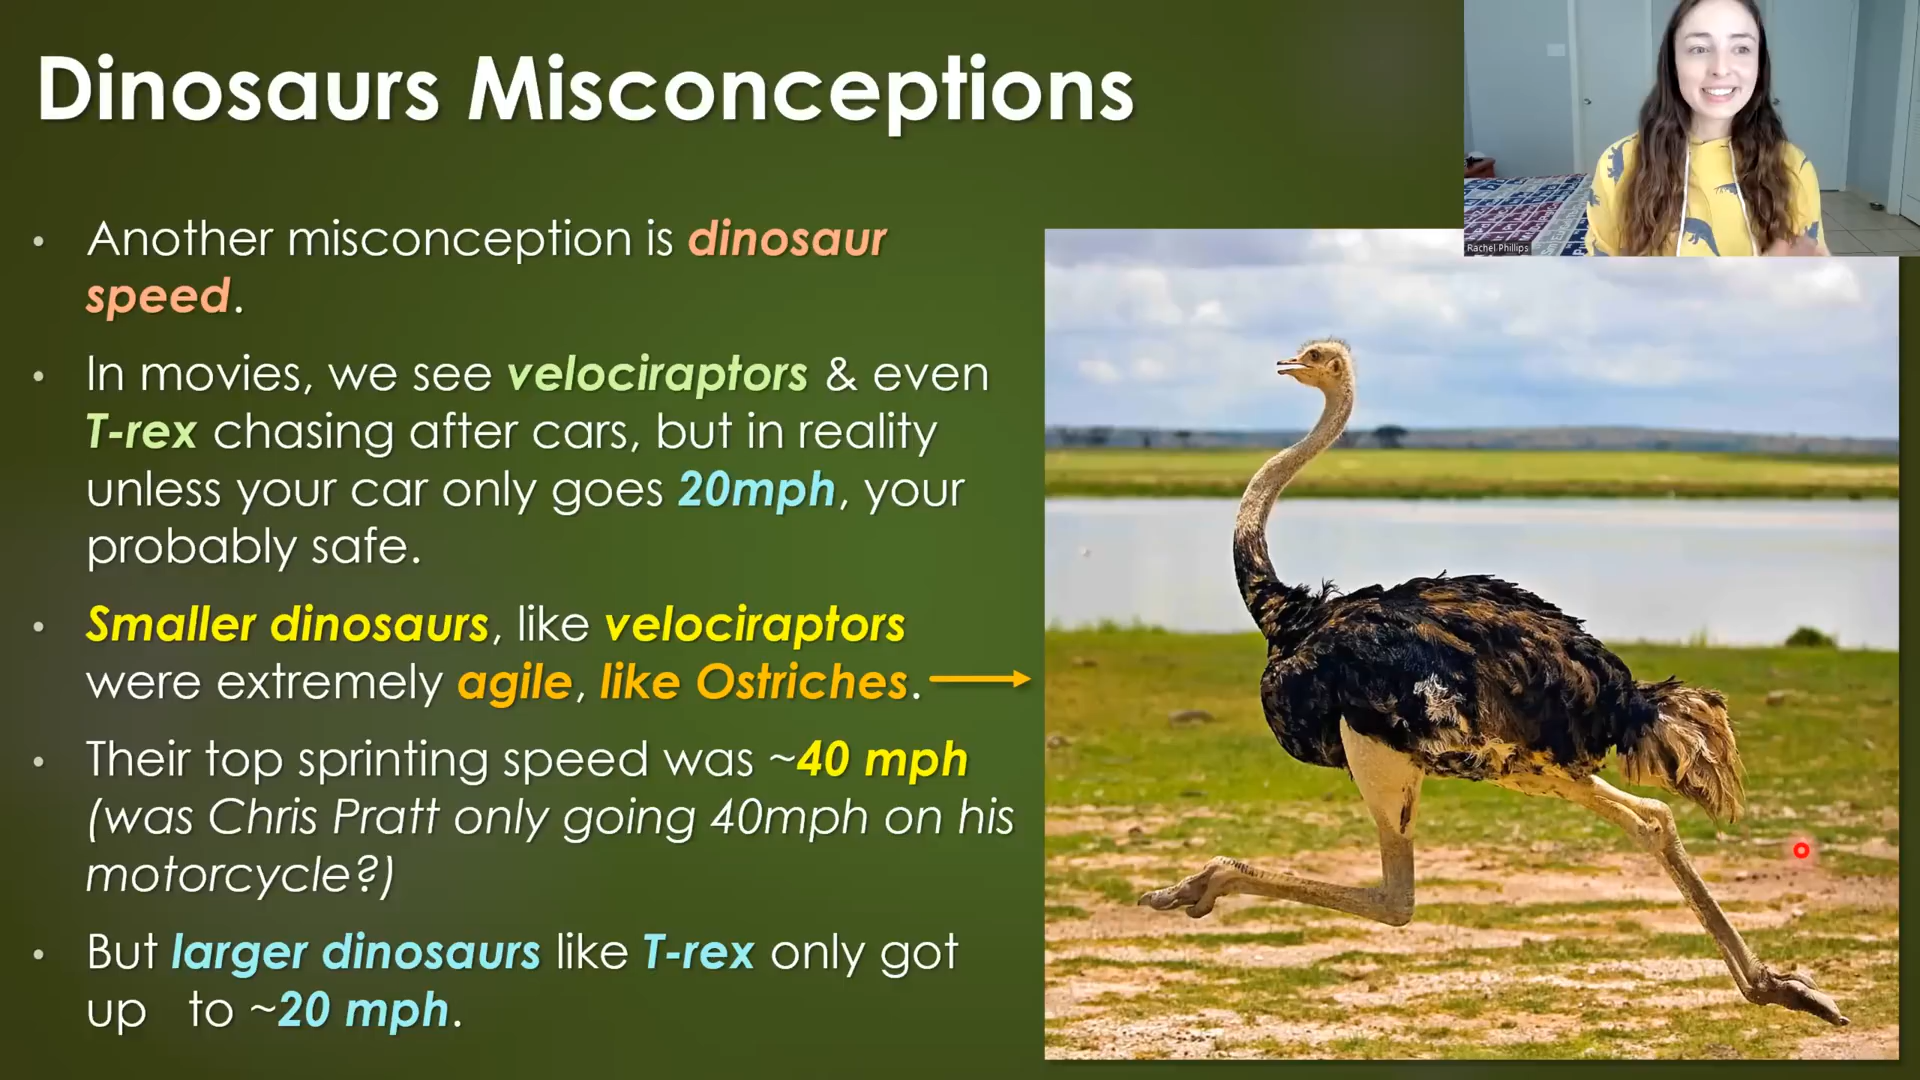 Dinosaurs Misconceptions
Rachel Phillips
• Another misconception is dinosaur
speed.
• In movies, we see velociraptors & even
T-rex chasing after cars, but in reality
unless your car only goes 20mph, your
probably safe.
• Smaller dinosaurs, like velociraptors
were extremely agile, like Ostriches.
• Their top sprinting speed was ~40 mph
(was Chris Pratt only going 40mph on his
motorcycle?)
• But larger dinosaurs like T-rex only got
up   to ~20 mph.